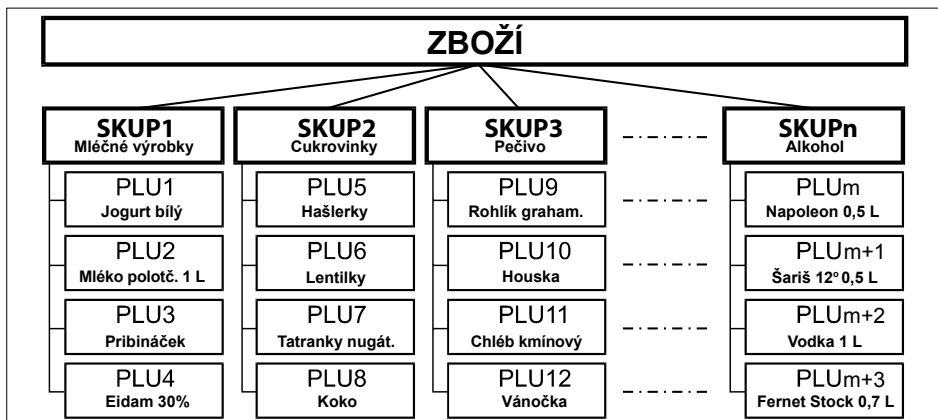 ZBOŽÍ
SKUP1
Mléčné výrobky
PLU1
Jogurt bílý
PLU2
Mléko polotč. 1 L
PLU3
Pribináček
PLU4
Eidam 30%
SKUP2
Cukrovinky
PLU5
Hašlerky
PLU6
Lentilky
PLU7
Tatranky nugát.
PLU8
Koko
SKUP3
Pečivo
PLU9
Rohlík graham.
PLU10
Houska
PLU11
Chléb kmínový
PLU12
Vánočka
SKUPn
Alkohol
PLUm
Napoleon 0,5 L
PLUm+1
Šariš 12° 0,5 L
PLUm+2
Vodka 1 L
PLUm+3
Fernet Stock 0,7 L